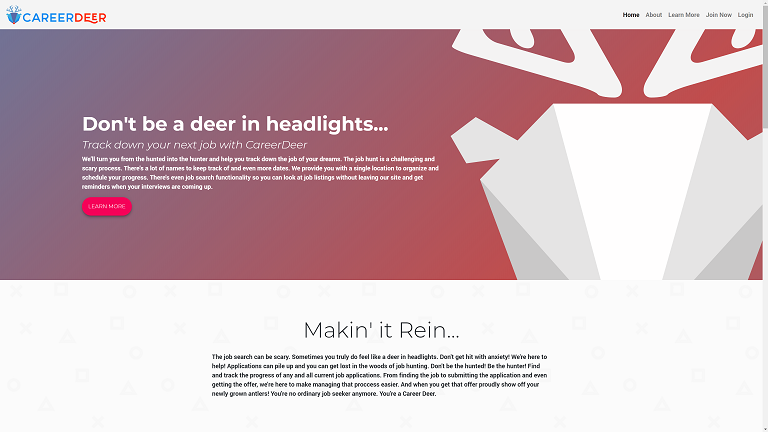 CAREERDEER
Home About Learn More Join Now Login
Don't be a deer in headlights...
Track down your next job with CareerDeer
We'll turn you from the hunted into the hunter and help you track down the job of your dreams. The job hunt is a challenging and
scary process. There's a lot of names to keep track of and even more dates. We provide you with a single location to organize and
schedule your progress. There's even job search functionality so you can look at job listings without leaving our site and get
reminders when your interviews are coming up.
LEARN MORE
Makin' it Rein...
The job search can be scary. Sometimes you truly do feel like a deer in headlights. Don't get hit with anxiety! We're here to
help! Applications can pile up and you can get lost in the woods of job hunting. Don't be the hunted! Be the hunter! Find
and track the progress of any and all current job applications. From finding the job to submitting the application and even
getting the offer, we're here to make managing that proccess easier. And when you get that offer proudly show off your
newly grown antlers! You're no ordinary job seeker anymore. You're a Career Deer.